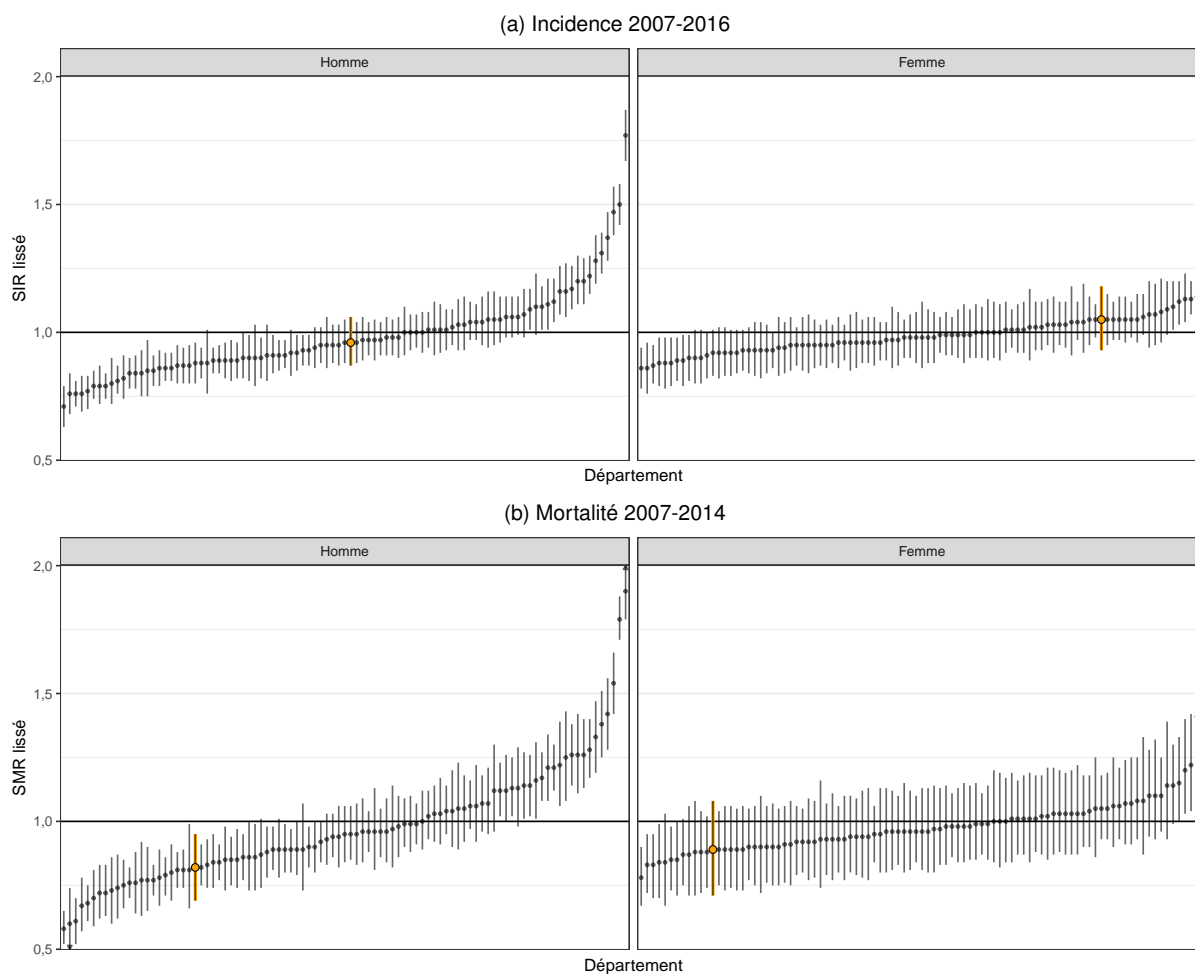 (a) Incidence 2007-2016
Homme
Femme
2,0
1,5
1,0
0,5
SIR lissé
Département
(b) Mortalité 2007-2014
Homme
Femme
2,0
1,5
1,0
0,5
SMR lissé
Département